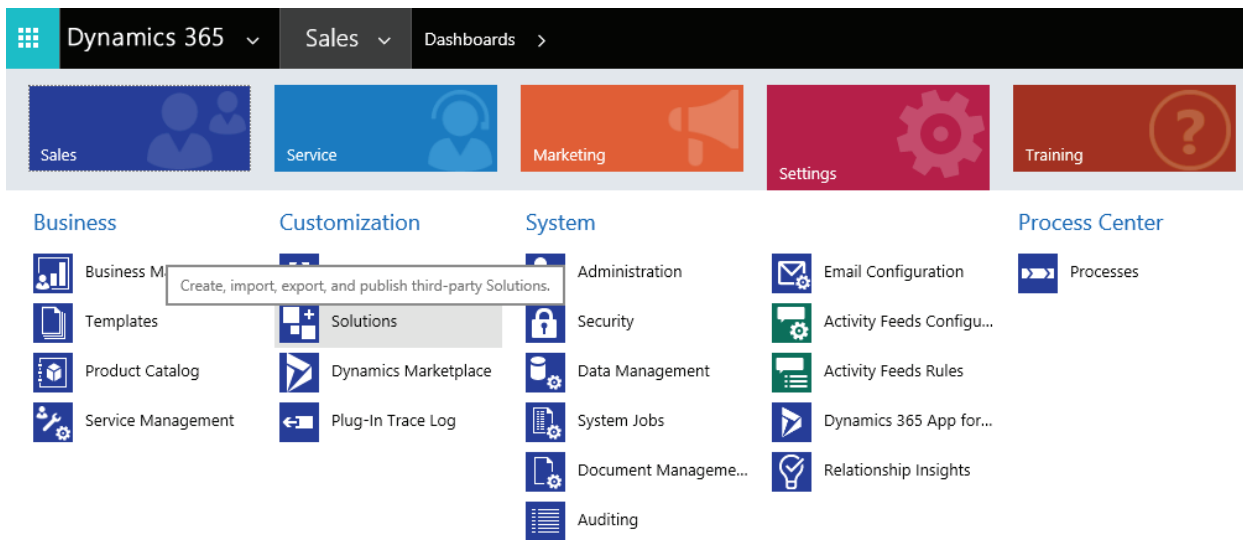 Dynamics 365 Sales Dashboards
Sales Service Marketing Settings Training
Business Customization System Process Center
Business M Administration Email Configuration Processes
Create, import, export, and publish third-party Solutions.
Templates Solutions Security Activity Feeds Configu...
Product Catalog Dynamics Marketplace Data Management Activity Feeds Rules
Service Management Plug-In Trace Log System Jobs Dynamics 365 App for...
Document Manageme... Relationship Insights
Auditing